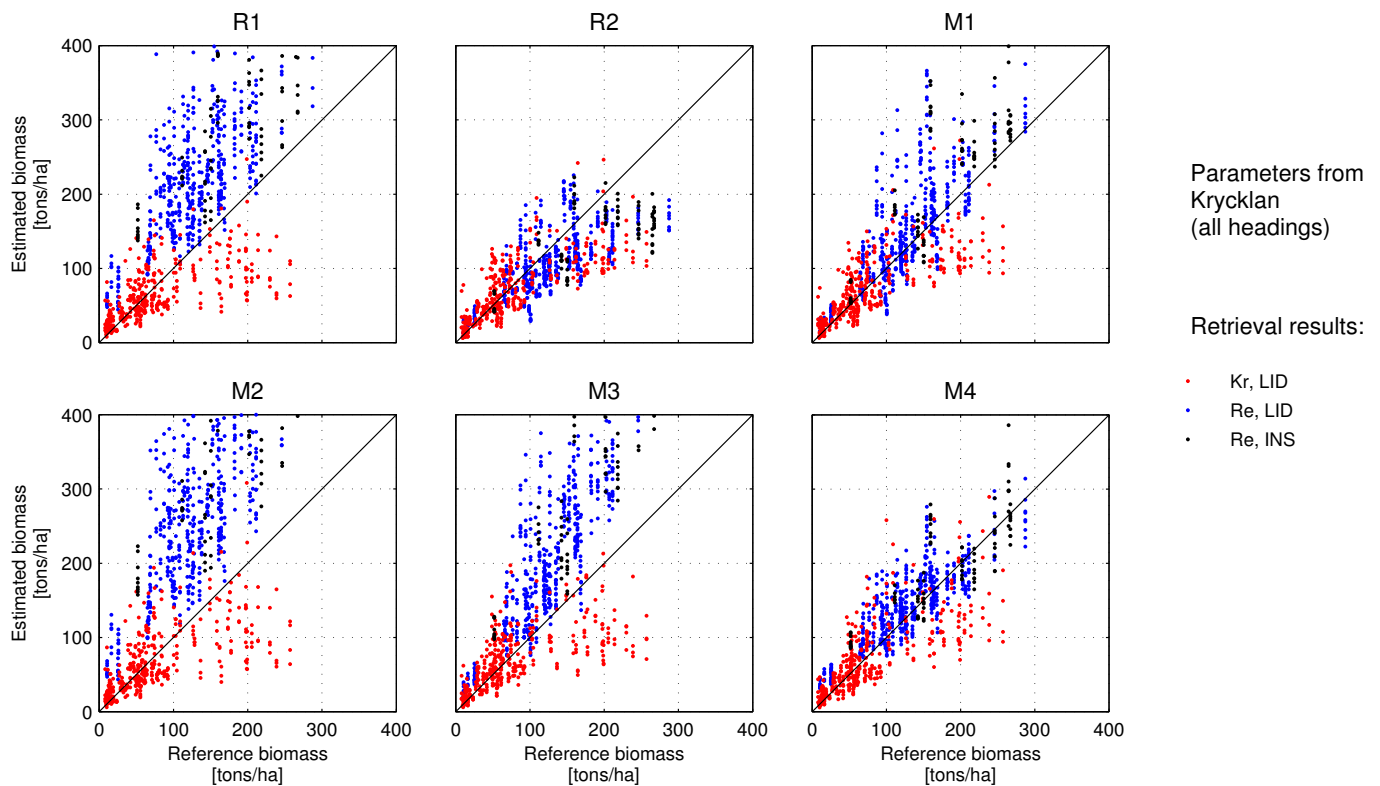 R1
R2
M1
400
300
200
100
0
Estimated biomass
[tons/ha]
Parameters from
Krycklan
(all headings)
Retrieval results:
Kr, LID
Re, LID
Re, INS
M2
M3
M4
400
300
200
100
0
Estimated biomass
[tons/ha]
0 100 200 300 400
0 100 200 300 400
0 100 200 300 400
Reference biomass
[tons/ha]
Reference biomass
[tons/ha]
Reference biomass
[tons/ha]